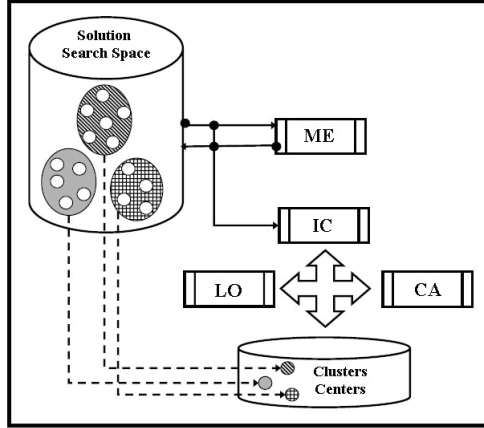 Solution
Search Space
ME
IC
LO
CA
Clusters
Centers